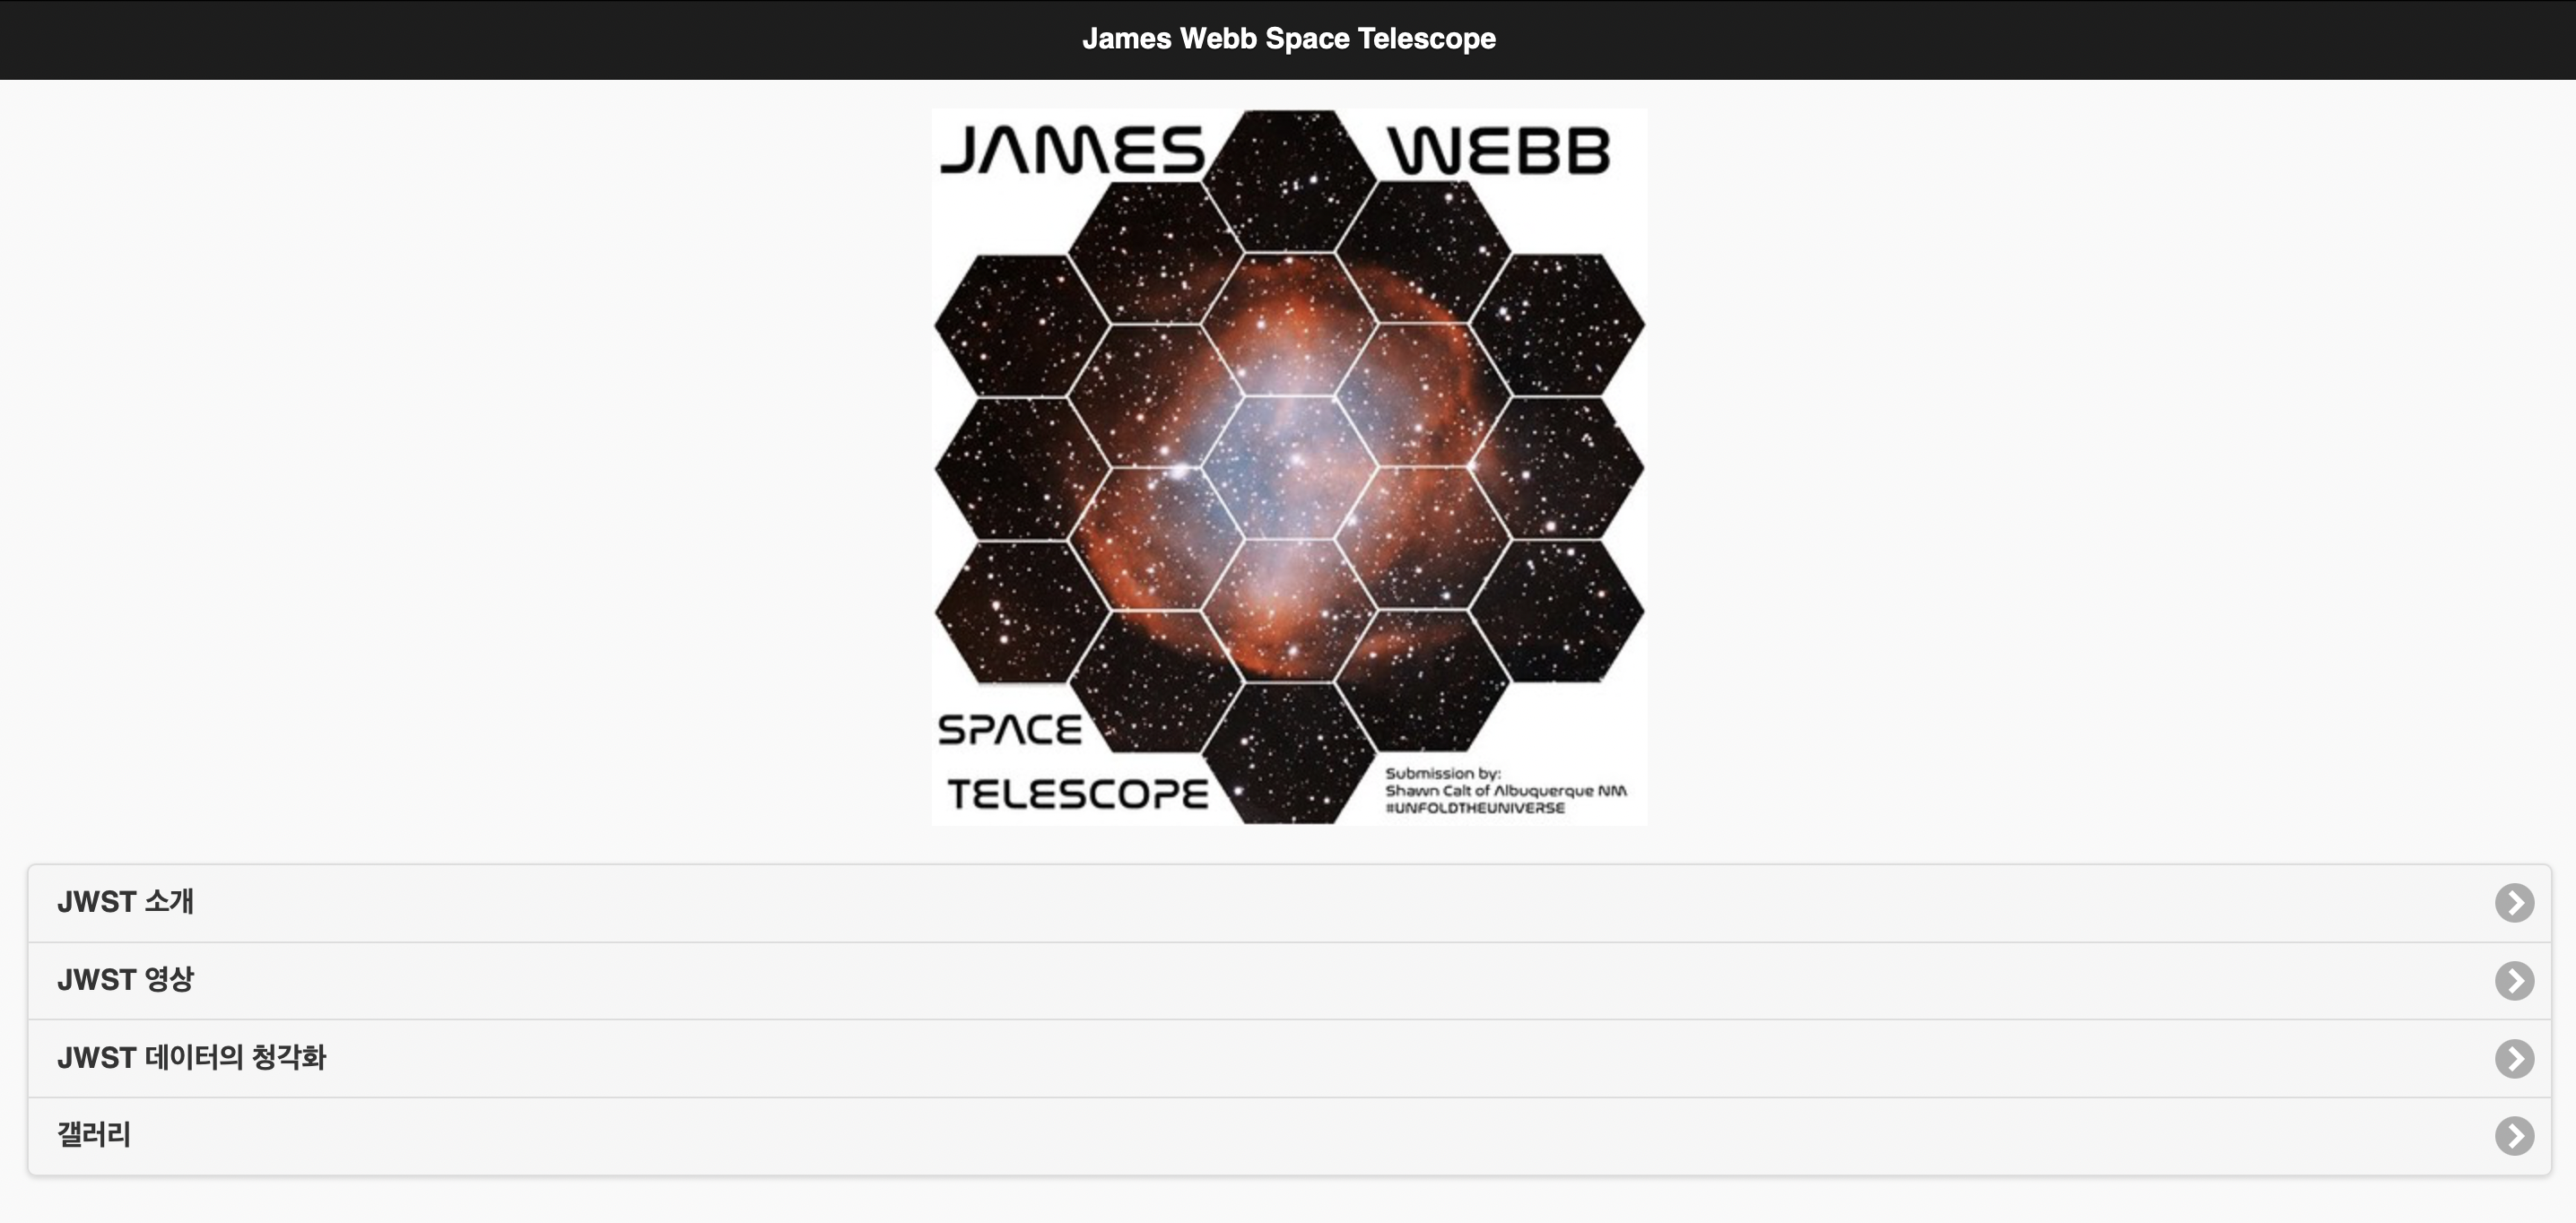 James Webb Space Telescope
JAMES WEBB
SPACE
TELESCOPE
Submission by:
Shawn Calt of Albuquerque NM
#UNFOLDTHEUNIVERSE
JWST 소개
JWST 영상
JWST 데이터의 청각화
갤러리